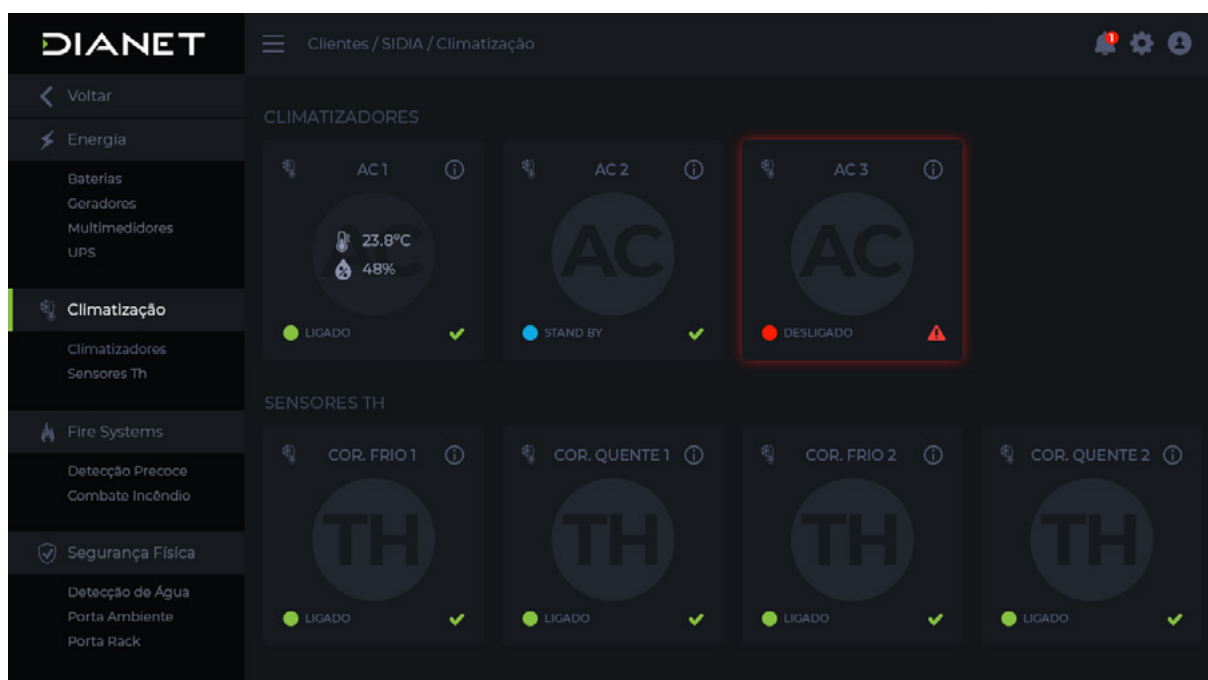 DIANET
Clientes / SIDIA / Climatização
1
Voltar
Energia
Baterias
Geradores
Multimedidores
UPS
Climatização
Climatizadores
Sensores Th
Fire Systems
Detecção Precoce
Combate Incêndio
Segurança Física
Detecção de Água
Porta Ambiente
Porta Rack
CLIMATIZADORES
AC 1
AC
23.8°C
48%
LIGADO
AC 2
AC
STAND BY
AC 3
AC
DESLIGADO
SENSORES TH
COR. FRIO 1
TH
LIGADO
COR. QUENTE 1
TH
LIGADO
COR. FRIO 2
TH
LIGADO
COR. QUENTE 2
TH
LIGADO